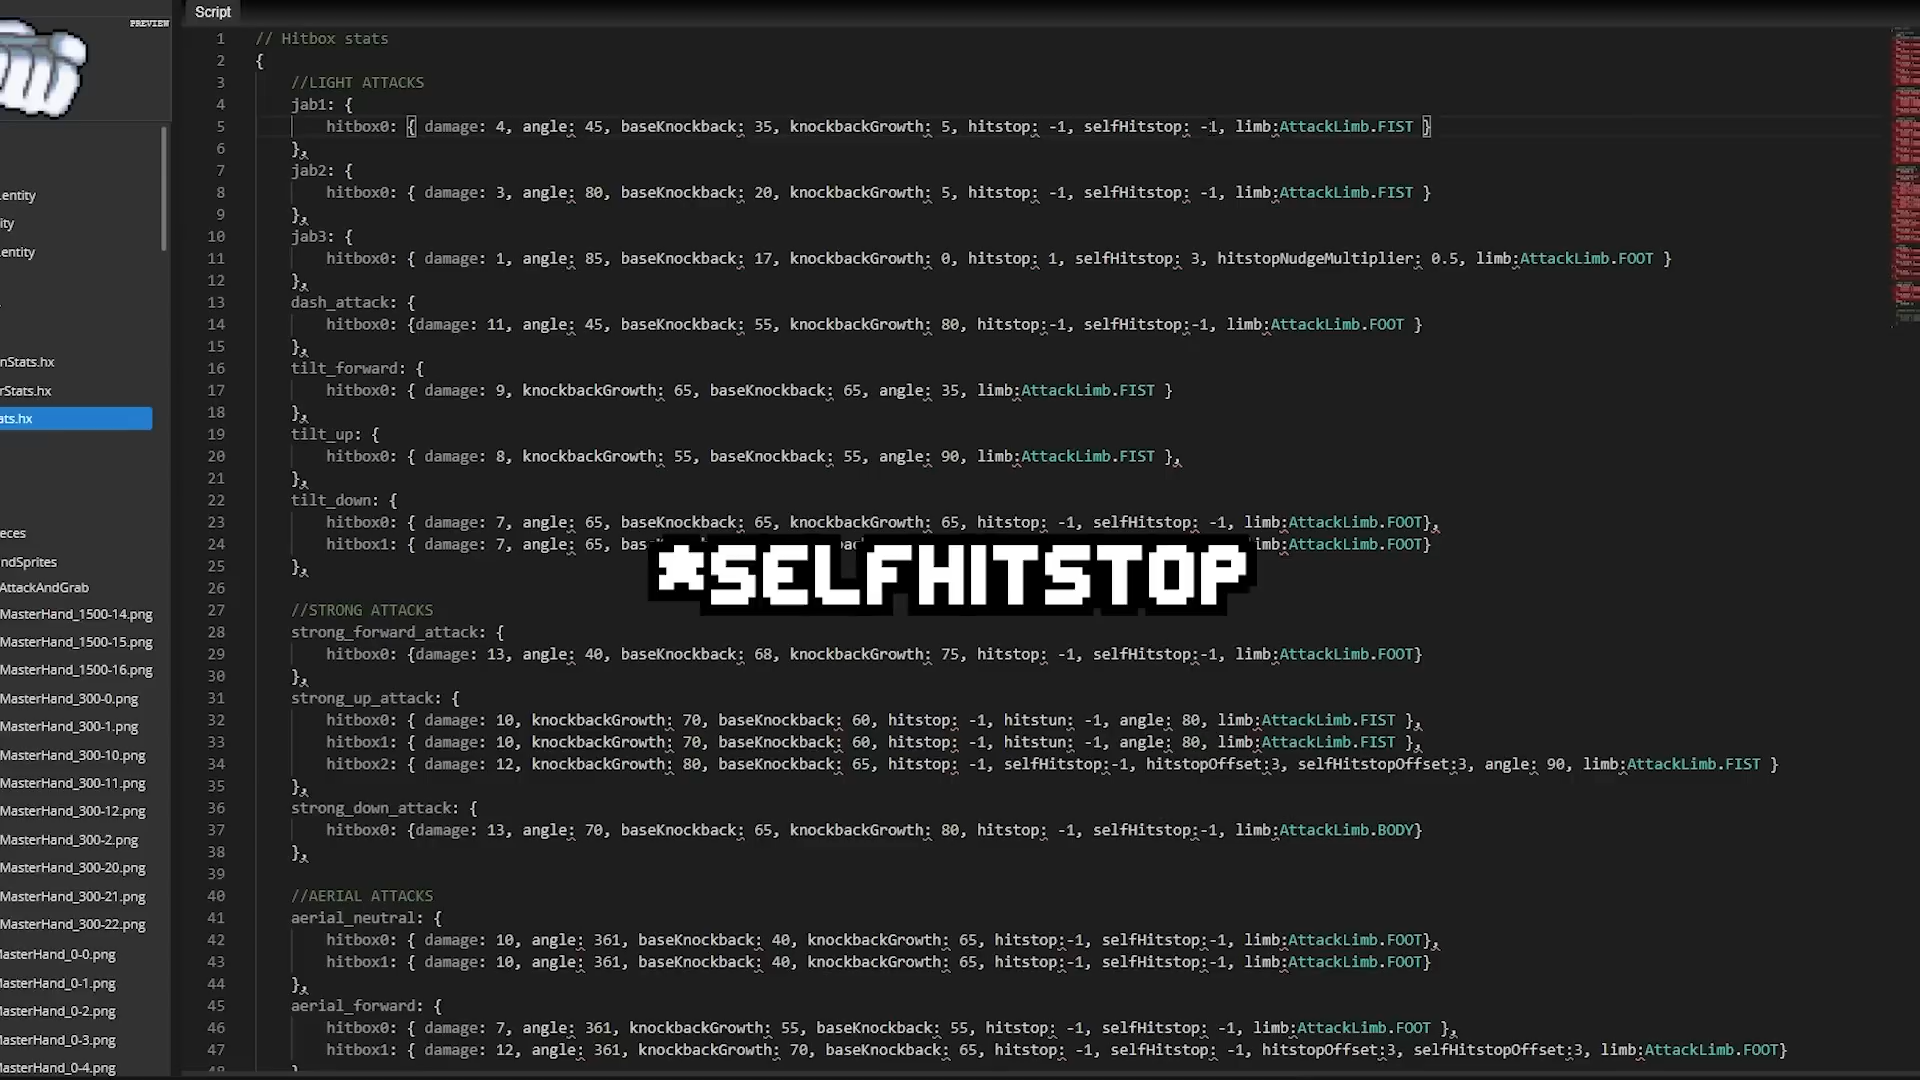 PREVIEW
Script
1 // Hitbox stats
2 {
3 //LIGHT ATTACKS
4 jab1: {
5 hitbox0: { damage: 4, angle: 45, baseKnockback: 35, knockbackGrowth: 5, hitstop: -1, selfHitstop: -1, limb:AttackLimb.FIST }
6 },
7 jab2: {
8 hitbox0: { damage: 3, angle: 80, baseKnockback: 20, knockbackGrowth: 5, hitstop: -1, selfHitstop: -1, limb:AttackLimb.FIST }
9 },
10 jab3: {
11 hitbox0: { damage: 1, angle: 85, baseKnockback: 17, knockbackGrowth: 0, hitstop: 1, selfHitstop: 3, hitstopNudgeMultiplier: 0.5, limb:AttackLimb.FOOT }
12 },
13 dash_attack: {
14 hitbox0: {damage: 11, angle: 45, baseKnockback: 55, knockbackGrowth: 80, hitstop:-1, selfHitstop:-1, limb:AttackLimb.FOOT }
15 },
16 tilt_forward: {
17 hitbox0: { damage: 9, knockbackGrowth: 65, baseKnockback: 65, angle: 35, limb:AttackLimb.FIST }
18 },
19 tilt_up: {
20 hitbox0: { damage: 8, knockbackGrowth: 55, baseKnockback: 55, angle: 90, limb:AttackLimb.FIST },
21 },
22 tilt_down: {
23 hitbox0: { damage: 7, angle: 65, baseKnockback: 65, knockbackGrowth: 65, hitstop: -1, selfHitstop: -1, limb:AttackLimb.FOOT},
24 hitbox1: { damage: 7, angle: 65, bas imb:AttackLimb.FOOT}
*SELFHITSTOP
25 },
26
27 //STRONG ATTACKS
28 strong_forward_attack: {
29 hitbox0: {damage: 13, angle: 40, baseKnockback: 68, knockbackGrowth: 75, hitstop: -1, selfHitstop:-1, limb:AttackLimb.FOOT}
30 },
31 strong_up_attack: {
32 hitbox0: { damage: 10, knockbackGrowth: 70, baseKnockback: 60, hitstop: -1, hitstun: -1, angle: 80, limb:AttackLimb.FIST },
33 hitbox1: { damage: 10, knockbackGrowth: 70, baseKnockback: 60, hitstop: -1, hitstun: -1, angle: 80, limb:AttackLimb.FIST },
34 hitbox2: { damage: 12, knockbackGrowth: 80, baseKnockback: 65, hitstop: -1, selfHitstop:-1, hitstopOffset:3, selfHitstopOffset:3, angle: 90, limb:AttackLimb.FIST }
35 },
36 strong_down_attack: {
37 hitbox0: {damage: 13, angle: 70, baseKnockback: 65, knockbackGrowth: 80, hitstop: -1, selfHitstop:-1, limb:AttackLimb.BODY}
38 },
39
40 //AERIAL ATTACKS
41 aerial_neutral: {
42 hitbox0: { damage: 10, angle: 361, baseKnockback: 40, knockbackGrowth: 65, hitstop:-1, selfHitstop:-1, limb:AttackLimb.FOOT},
43 hitbox1: { damage: 10, angle: 361, baseKnockback: 40, knockbackGrowth: 65, hitstop:-1, selfHitstop:-1, limb:AttackLimb.FOOT}
44 },
45 aerial_forward: {
46 hitbox0: { damage: 7, angle: 361, knockbackGrowth: 55, baseKnockback: 55, hitstop: -1, selfHitstop: -1, limb:AttackLimb.FOOT },
47 hitbox1: { damage: 12, angle: 361, knockbackGrowth: 70, baseKnockback: 65, hitstop: -1, selfHitstop: -1, hitstopOffset:3, selfHitstopOffset:3, limb:AttackLimb.FOOT}
.entity
ity
entity
nStats.hx
rStats.hx
ats.hx
eces
ndSprites
AttackAndGrab
MasterHand_1500-14.png
MasterHand_1500-15.png
MasterHand_1500-16.png
MasterHand_300-0.png
MasterHand_300-1.png
MasterHand_300-10.png
MasterHand_300-11.png
MasterHand_300-12.png
MasterHand_300-2.png
MasterHand_300-20.png
MasterHand_300-21.png
MasterHand_300-22.png
MasterHand_0-0.png
MasterHand_0-1.png
MasterHand_0-2.png
MasterHand_0-3.png
MasterHand_0-4.png